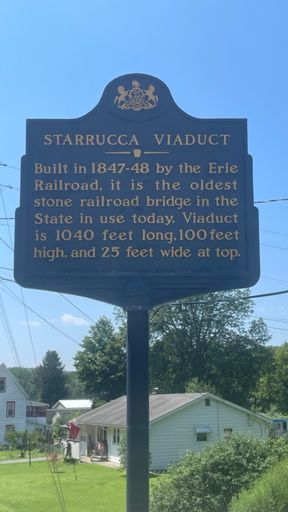 STARRUCCA VIADUCT
Built in 1847-48 by the Erie
Railroad, it is the oldest
stone railroad bridge in the
State in use today. Viaduct
is 1040 feet long, 100 feet
high, and 25 feet wide at top.